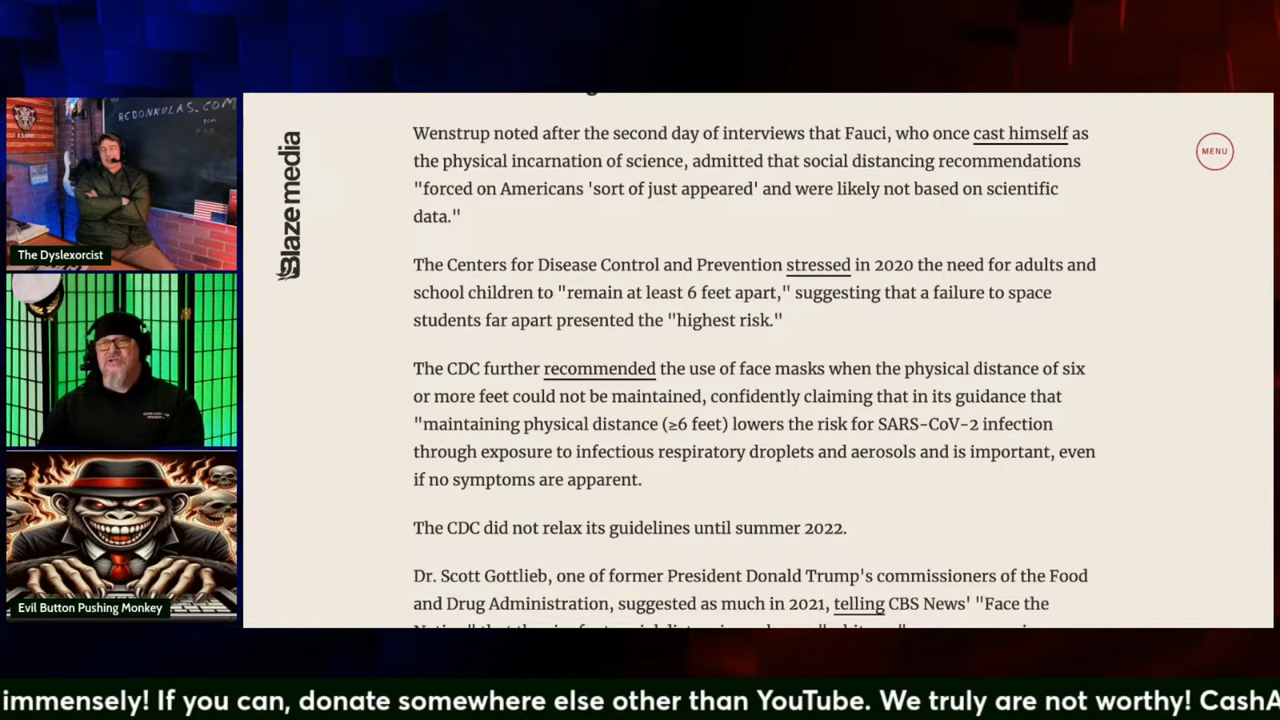 REDONKULAS.COM
The Dyslexorcist
Evil Button Pushing Monkey
Blaze media
MENU
Wenstrup noted after the second day of interviews that Fauci, who once cast himself as
the physical incarnation of science, admitted that social distancing recommendations
"forced on Americans 'sort of just appeared' and were likely not based on scientific
data."
The Centers for Disease Control and Prevention stressed in 2020 the need for adults and
school children to "remain at least 6 feet apart," suggesting that a failure to space
students far apart presented the "highest risk."
The CDC further recommended the use of face masks when the physical distance of six
or more feet could not be maintained, confidently claiming that in its guidance that
"maintaining physical distance (≥6 feet) lowers the risk for SARS-CoV-2 infection
through exposure to infectious respiratory droplets and aerosols and is important, even
if no symptoms are apparent.
The CDC did not relax its guidelines until summer 2022.
Dr. Scott Gottlieb, one of former President Donald Trump's commissioners of the Food
and Drug Administration, suggested as much in 2021, telling CBS News' "Face the
immensely! If you can, donate somewhere else other than YouTube. We truly are not worthy! CashA